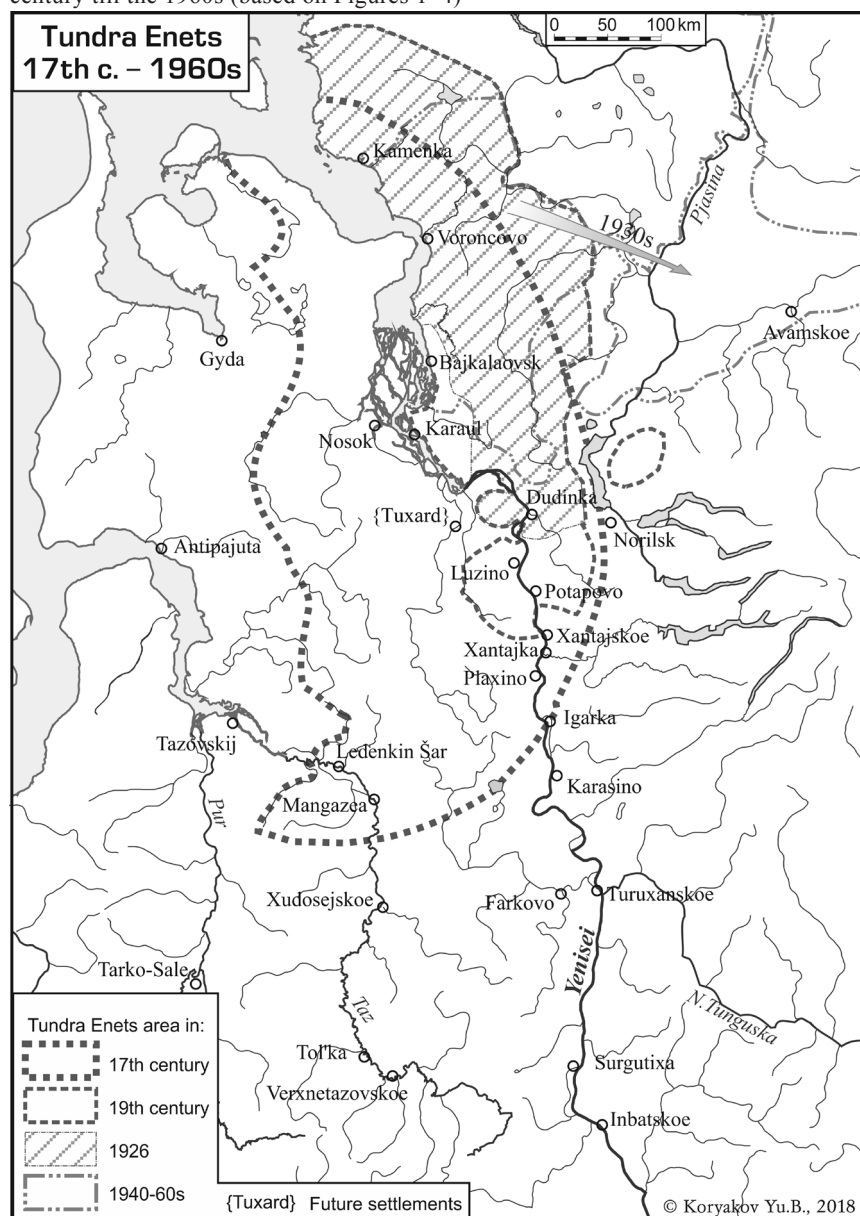 century till the 1960s (based on Figures 1–4)
Tundra Enets
17th c. – 1960s
0 50 100 km
Kamenka
Pjasina
1950s
Voroncovo
Avamskoe
Gyda
Bajkalaovsk
Nosok
Karaul
Dudinka
{Tuxard}
Norilsk
Antipajuta
Luzino
Potapovo
Xantajskoe
Xantajka
Plaxino
Igarka
Tazovskij
Ledenkin Šar
Karasino
Mangazea
Pur
Xudosejskoe
Farkovo
Turuxanskoe
Yenisei
Tarko-Sale
Taz
N.Tunguska
Tundra Enets area in:
17th century
19th century
1926
1940-60s
Tol'ka
Surgutixa
Verxnetazovskoe
Inbatskoe
{Tuxard} Future settlements
© Koryakov Yu.B., 2018